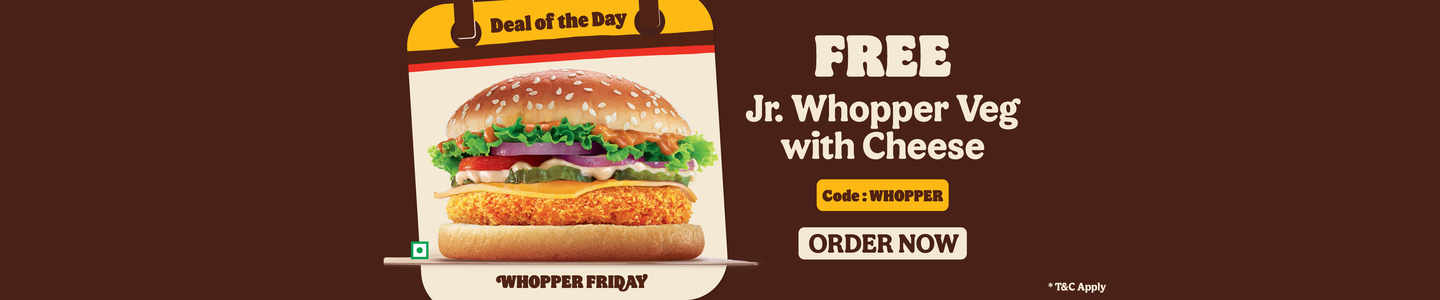 Deal of the Day
WHOPPER FRIDAY
FREE
Jr. Whopper Veg
with Cheese
Code : WHOPPER
ORDER NOW
* T&C Apply